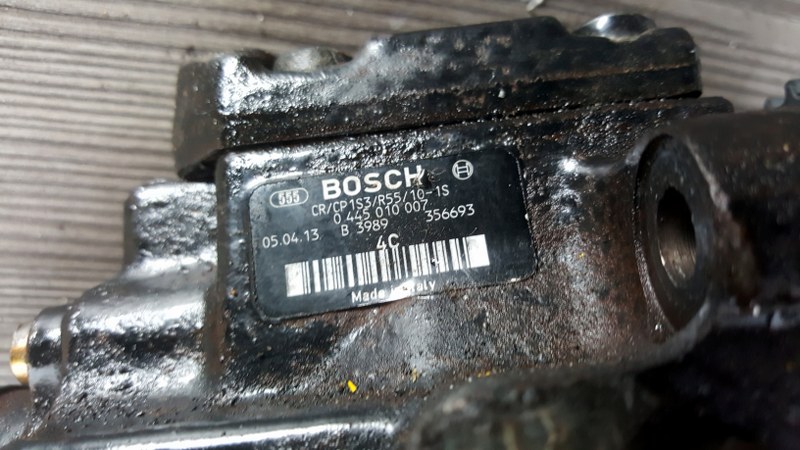 555 BOSCH
CR/CP1S3/R55/10-1S
0 445 010 007
05.04.13 B 3989 356693
4C
Made in Italy